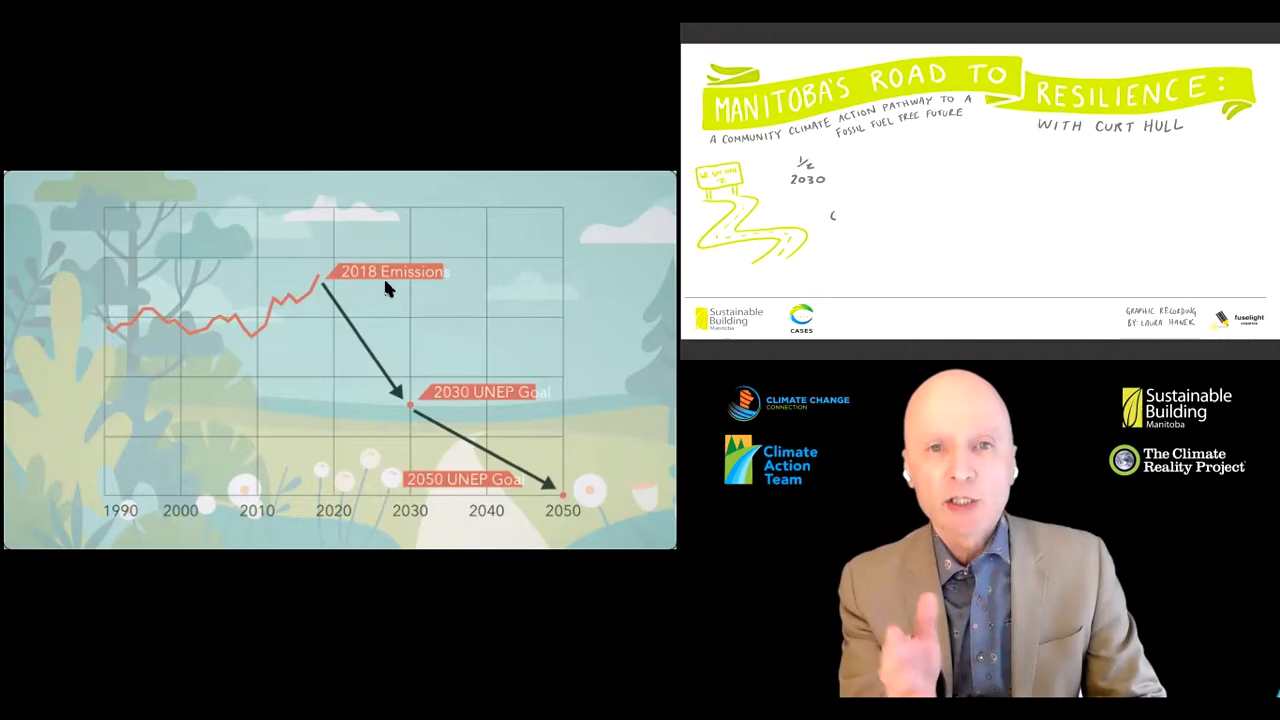 2018 Emissions
2030 UNEP Goal
2050 UNEP Goal
1990 2000 2010 2020 2030 2040 2050
MANITOBA'S ROAD TO RESILIENCE:
A COMMUNITY CLIMATE ACTION PATHWAY TO A
FOSSIL FUEL FREE FUTURE
WITH CURT HULL
1/2
2030
Sustainable
Building
Manitoba
CASES
GRAPHIC RECORDING
BY: LAURA HANEK
fuselight
creative
CLIMATE CHANGE
CONNECTION
Climate
Action
Team
Sustainable
Building
Manitoba
The Climate
Reality Project